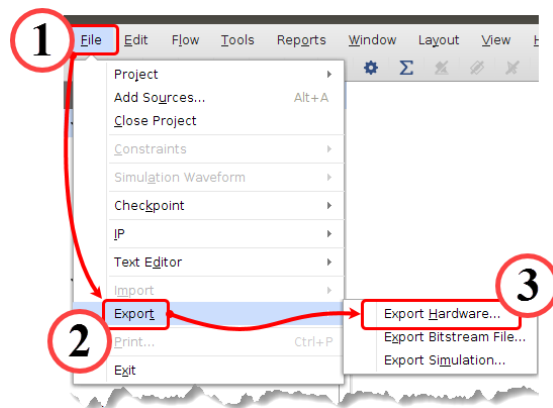 1
File Edit Flow Tools Reports Window Layout View H
Σ
Project
Add Sources... Alt+A
Close Project
Constraints
Simulation Waveform
Checkpoint
IP
Text Editor
Import
3
Export
Export Hardware...
2
Print... Ctrl+P
Export Bitstream File...
Exit
Export Simulation...